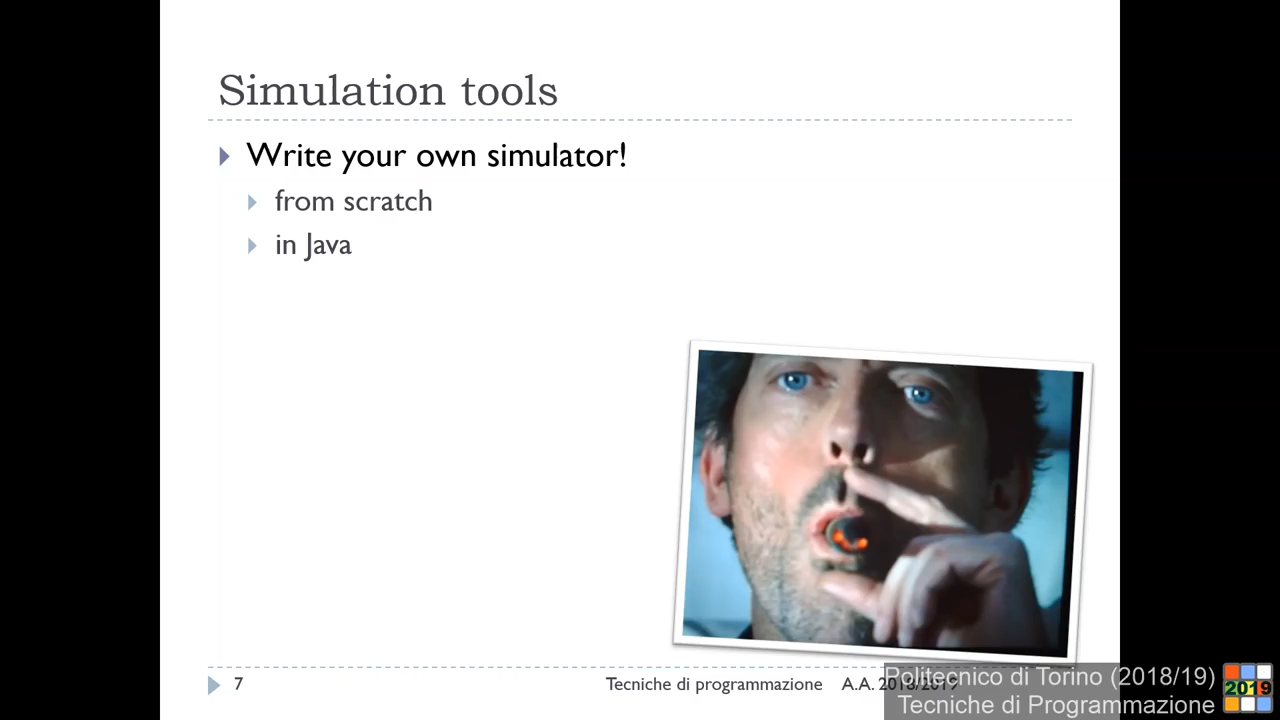 Simulation tools
Write your own simulator!
from scratch
in Java
7
Tecniche di programmazione
A.A. 2018/2019
Politecnico di Torino (2018/19)
Tecniche di Programmazione
2019